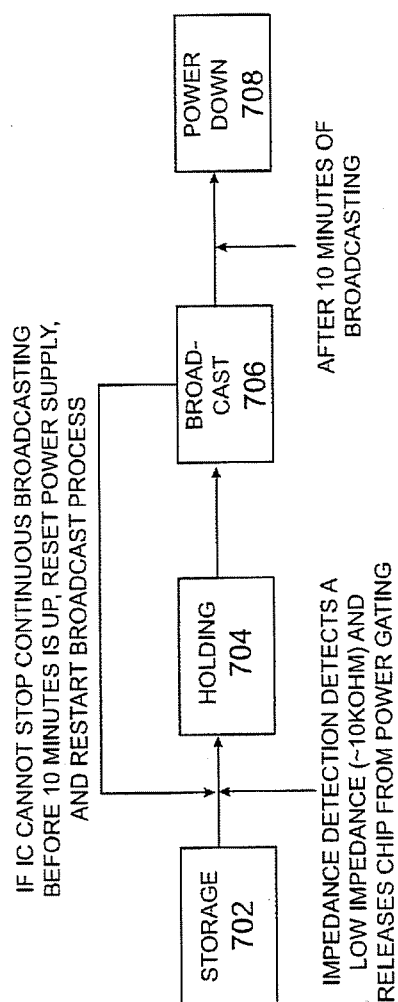 IF IC CANNOT STOP CONTINUOUS BROADCASTING
BEFORE 10 MINUTES IS UP, RESET POWER SUPPLY,
AND RESTART BROADCAST PROCESS
STORAGE
702
HOLDING
704
BROAD-
CAST
706
POWER
DOWN
708
IMPEDANCE DETECTION DETECTS A
LOW IMPEDANCE (~10KOHM) AND
RELEASES CHIP FROM POWER GATING
AFTER 10 MINUTES OF
BROADCASTING